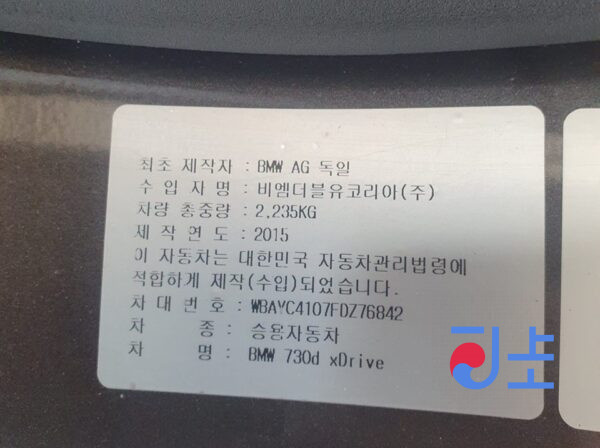 최초 제작자 : BMW AG 독일
수 입 자 명 : 비엠더블유코리아(주)
차량 총중량 : 2,235KG
제 작 연 도 : 2015
이 자동차는 대한민국 자동차관리법령에
적합하게 제작(수입)되었습니다.
차 대 번 호 : WBAYC4107FDZ76842
차 종 : 승용자동차
차 명 : BMW 730d xDrive